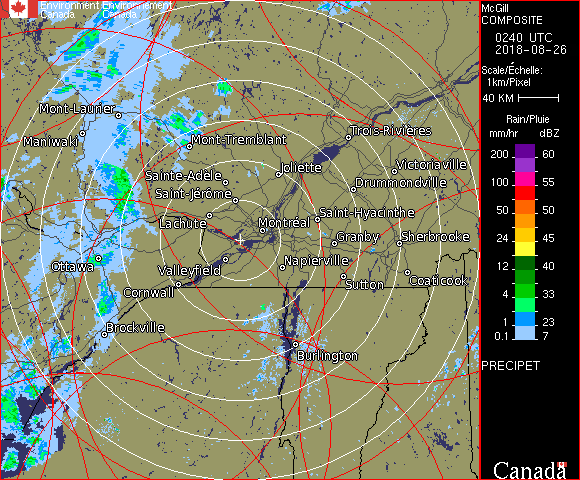 Environment Environnement
Canada Canada
McGill
COMPOSITE
0240 UTC
2018-08-26
Scale/Échelle:
1km/Pixel
40 KM
Rain/Pluie
mm/hr dBZ
200 60
100 55
50 50
24 45
12 40
4 33
1 23
0.1 7
PRECIPET
Canada
Mont-Laurier
Maniwaki
Mont-Tremblant
Trois-Rivières
Joliette
Victoriaville
Sainte-Adèle
Drummondville
Saint-Jérôme
Lachute
Saint-Hyacinthe
Montréal
Granby
Sherbrooke
Ottawa
Valleyfield
Napierville
Cornwall
Sutton
Coaticook
Brockville
Burlington